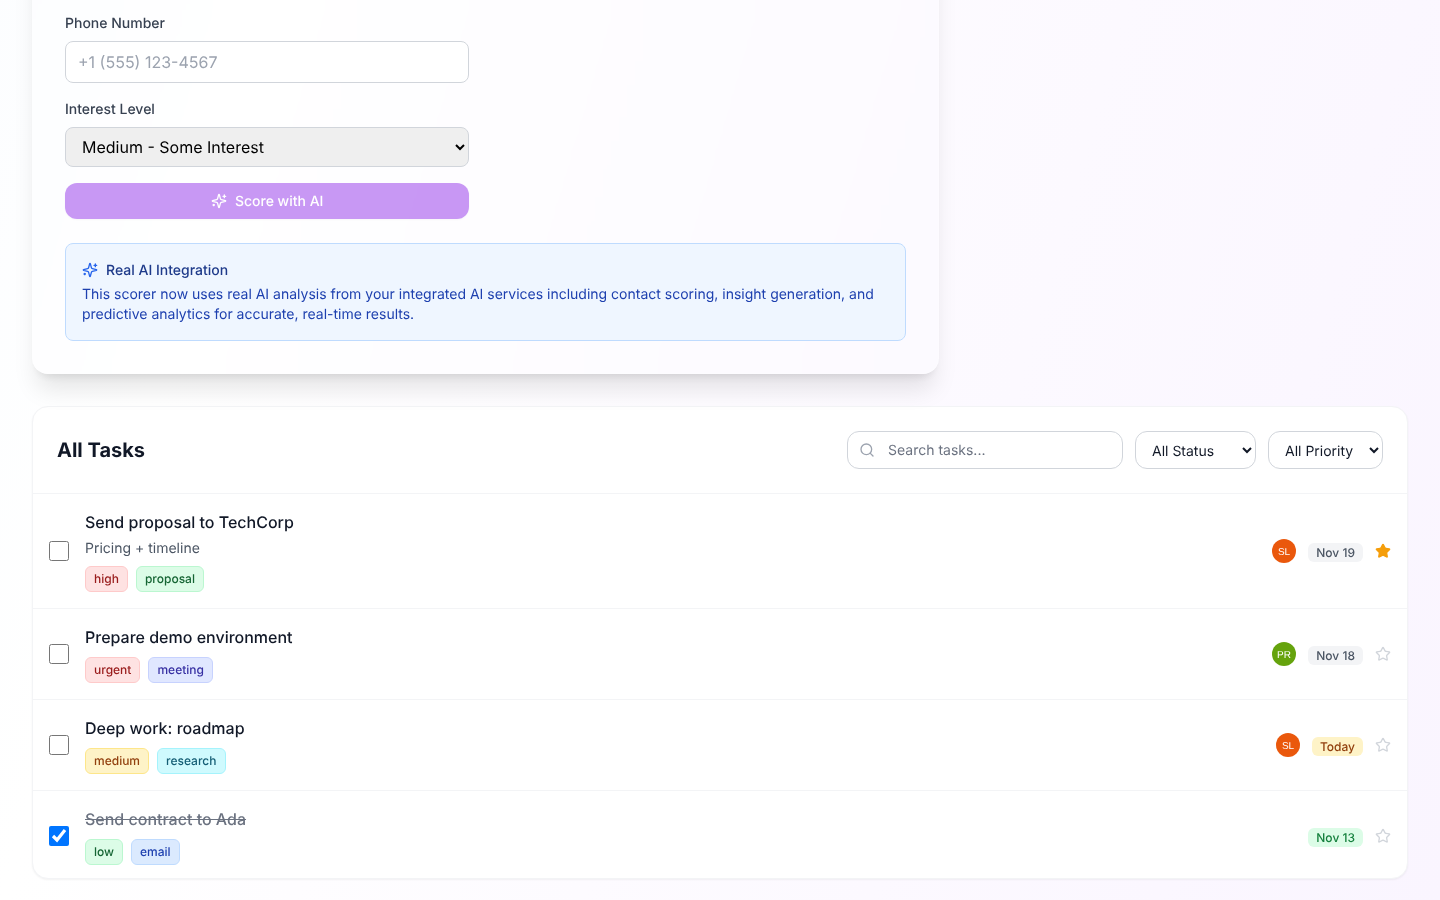 Phone Number
+1 (555) 123-4567
Interest Level
Medium - Some Interest
Score with AI
Real AI Integration
This scorer now uses real AI analysis from your integrated AI services including contact scoring, insight generation, and
predictive analytics for accurate, real-time results.
All Tasks
Search tasks...
All Status
All Priority
Send proposal to TechCorp
Pricing + timeline
high proposal
SL Nov 19
Prepare demo environment
urgent meeting
PR Nov 18
Deep work: roadmap
medium research
SL Today
Send contract to Ada
low email
Nov 13